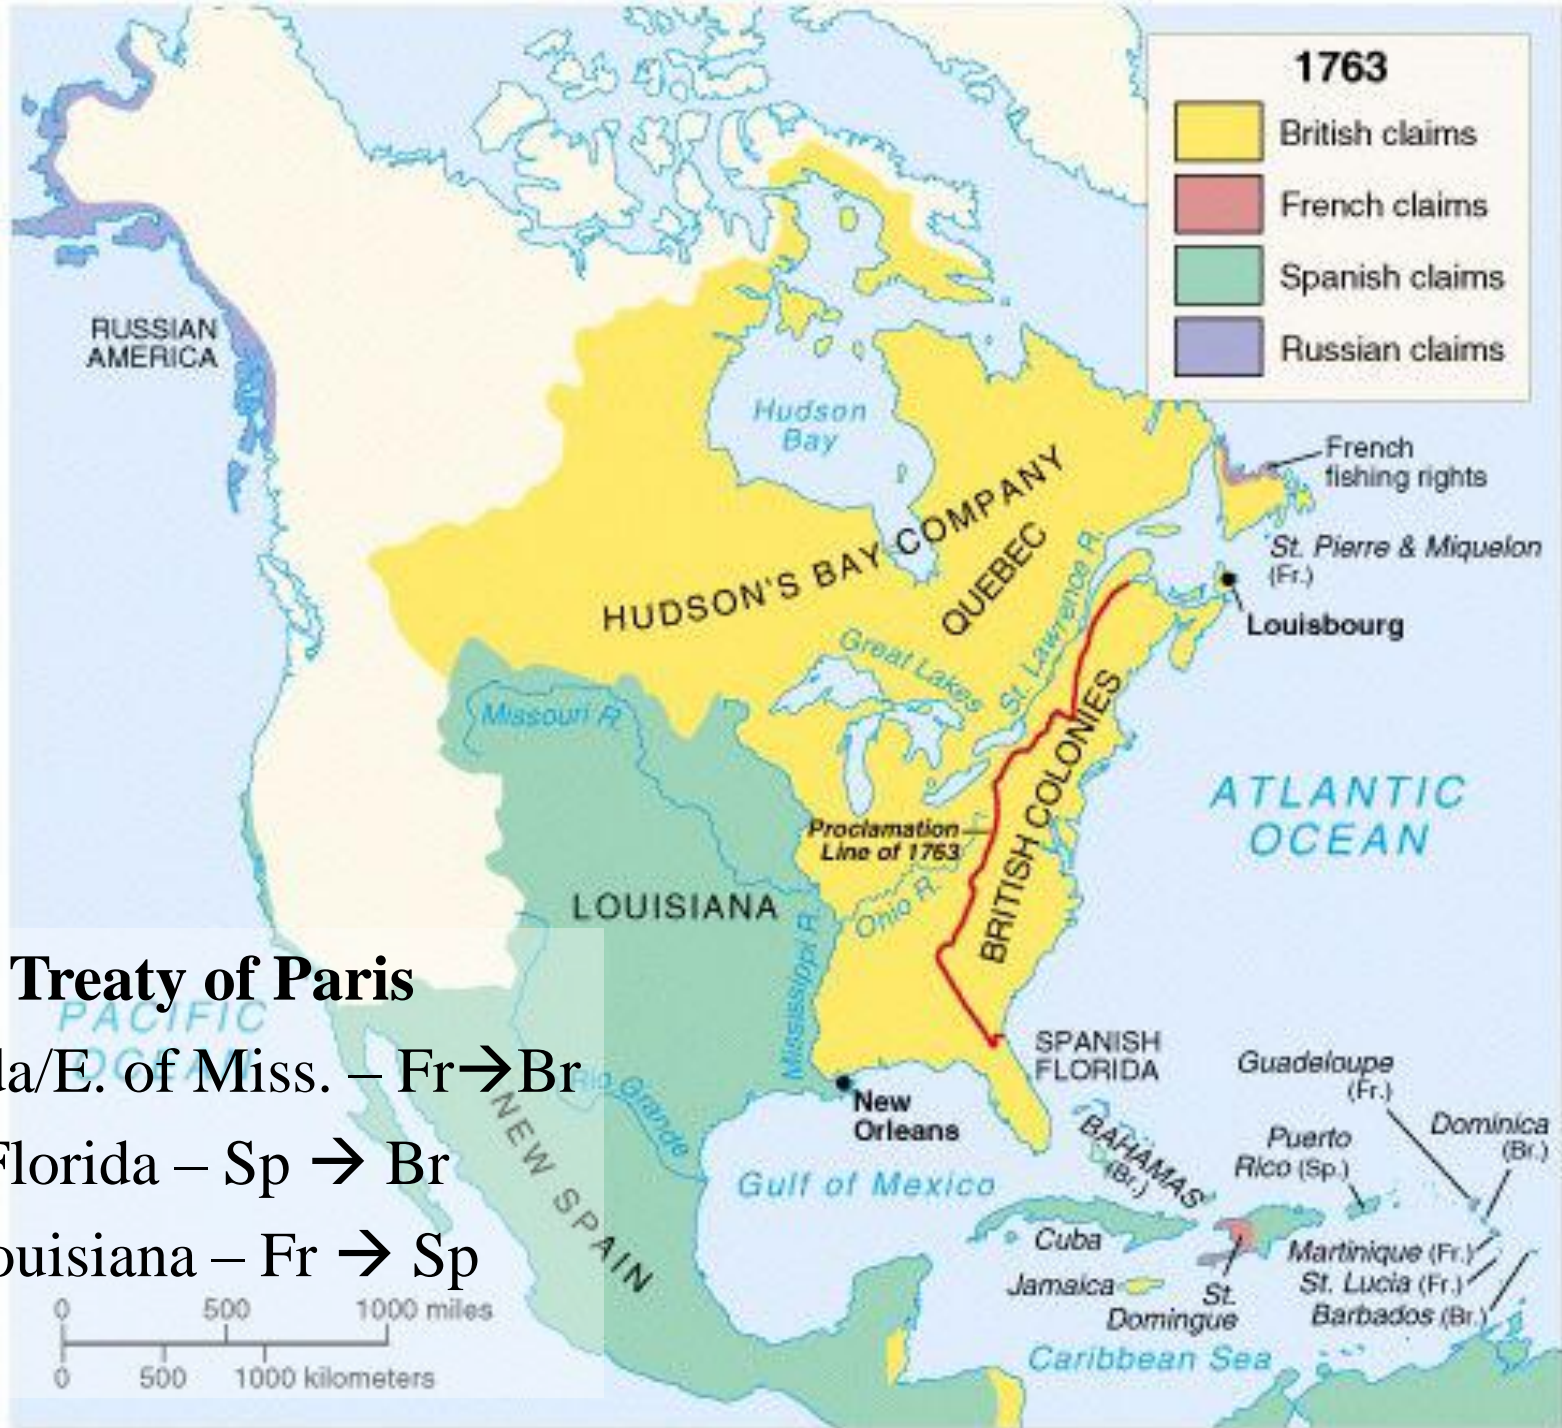 1763
British claims
French claims
Spanish claims
Russian claims
RUSSIAN
AMERICA
Hudson
Bay
French
fishing rights
HUDSON'S BAY COMPANY
QUEBEC
St. Lawrence R.
St. Pierre & Miquelon
(Fr.)
Louisbourg
Great Lakes
Missouri R.
ATLANTIC
OCEAN
BRITISH COLONIES
Proclamation
Line of 1763
LOUISIANA
Ohio R.
Mississippi R.
Treaty of Paris
PACIFIC
OCEAN
da/E. of Miss. – Fr→Br
Florida – Sp → Br
ouisiana – Fr → Sp
Rio Grande
NEW SPAIN
New
Orleans
SPANISH
FLORIDA
Gulf of Mexico
BAHAMAS
(Br.)
Guadeloupe
(Fr.)
Dominica
(Br.)
Puerto
Rico (Sp.)
Cuba
Jamaica
St.
Domingue
Martinique (Fr.)
St. Lucia (Fr.)
Barbados (Br.)
Caribbean Sea
0 500 1000 miles
0 500 1000 kilometers